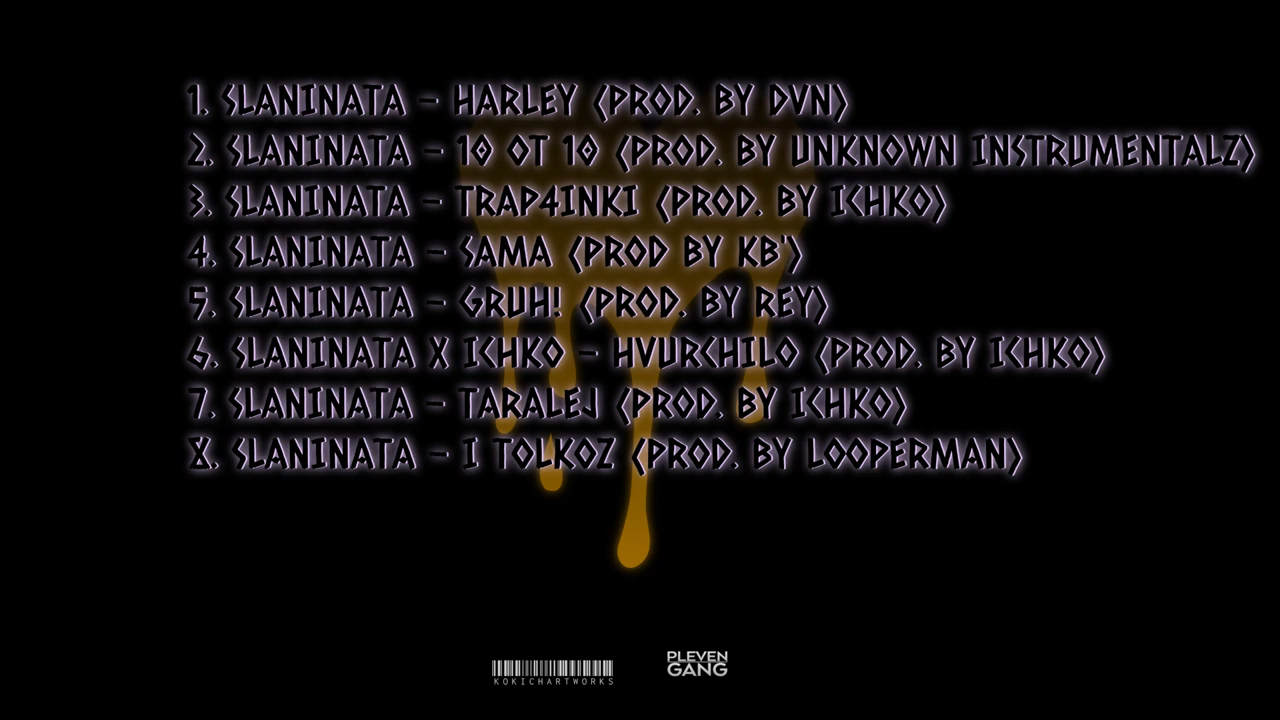 1. SLANINATA - HARLEY (PROD. BY DVN)
2. SLANINATA - 10 OT 10 (PROD. BY UNKNOWN INSTRUMENTALZ)
3. SLANINATA - TRAP4INKI (PROD. BY ICHKO)
4. SLANINATA - SAMA (PROD BY KB')
5. SLANINATA - GRUH! (PROD. BY REY)
6. SLANINATA X ICHKO - HVURCHILO (PROD. BY ICHKO)
7. SLANINATA - TARALEJ (PROD. BY ICHKO)
8. SLANINATA - I TOLKOZ (PROD. BY LOOPERMAN)
KOKICHARTWORKS
PLEVEN
GANG